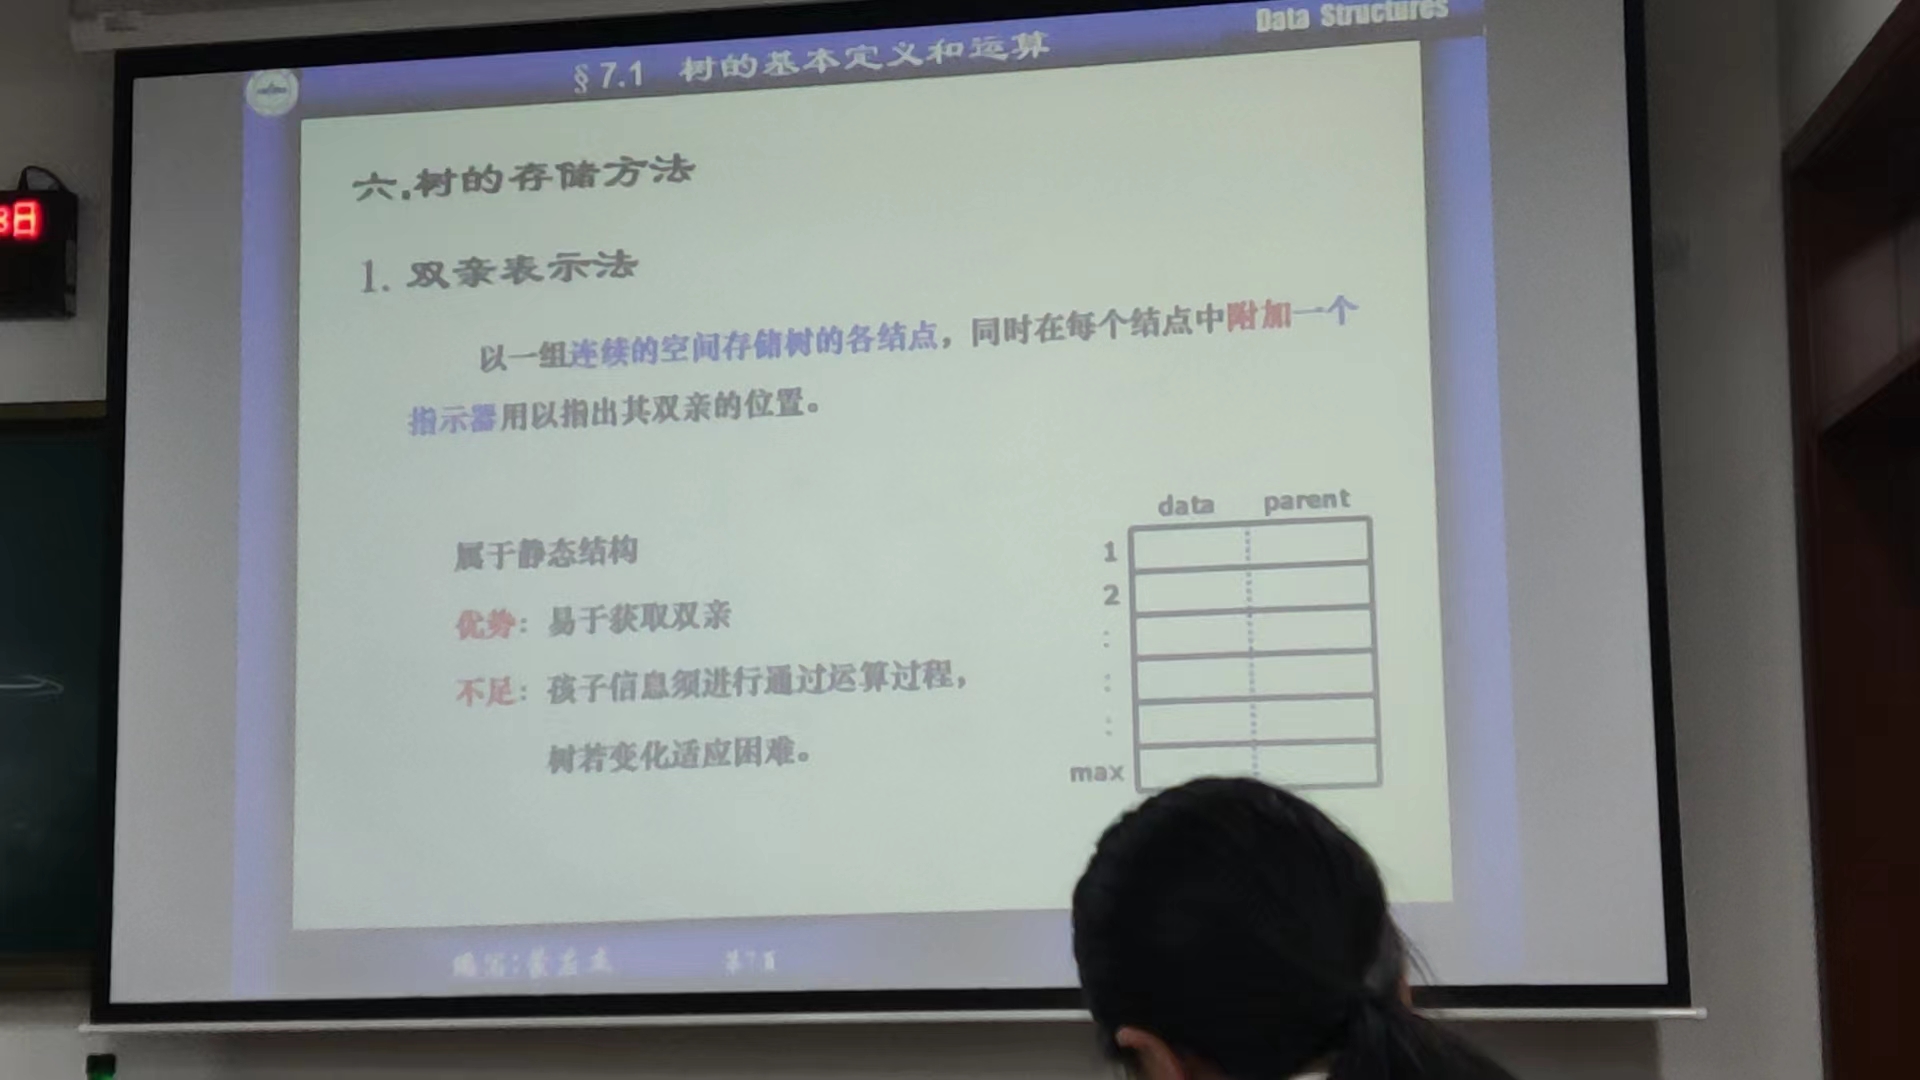 Data Structures
§7.1 树的基本定义和运算
六.树的存储方法
1. 双亲表示法
以一组连续的空间存储树的各结点，同时在每个结点中附加一个
指示器用以指出其双亲的位置。
data parent
属于静态结构
优势：易于获取双亲
不足：孩子信息须进行通过运算过程，
树若变化适应困难。
1
2
:
:
:
max
第7页
日